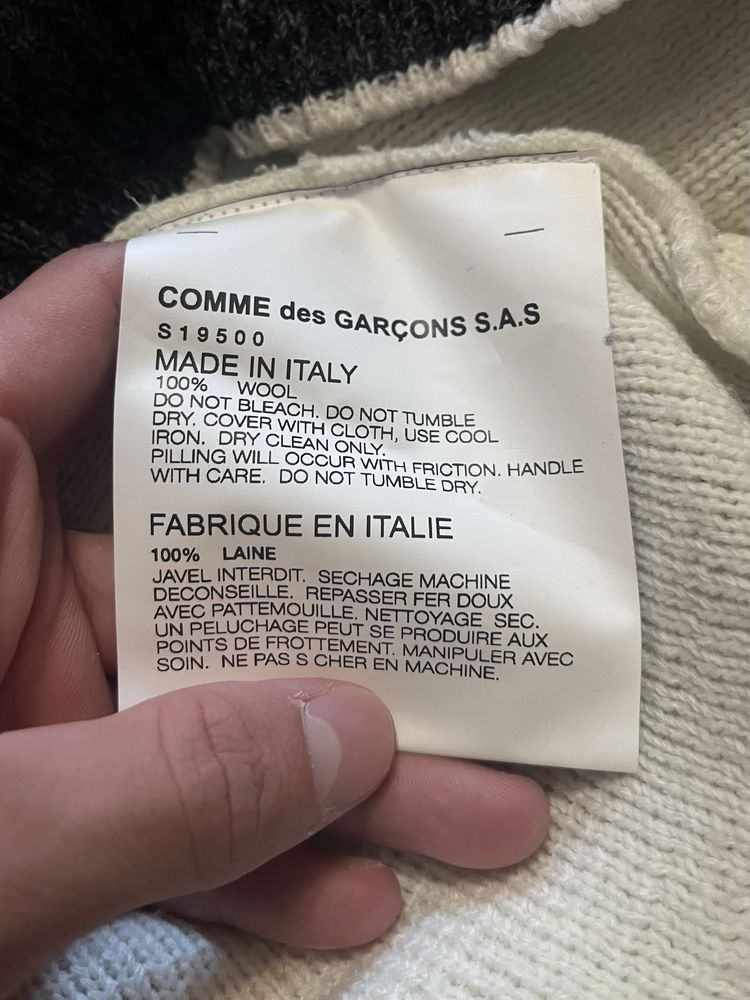 COMME des GARÇONS S.A.S
S19500
MADE IN ITALY
100% WOOL
DO NOT BLEACH. DO NOT TUMBLE
DRY. COVER WITH CLOTH, USE COOL
IRON. DRY CLEAN ONLY.
PILLING WILL OCCUR WITH FRICTION. HANDLE
WITH CARE. DO NOT TUMBLE DRY.
FABRIQUE EN ITALIE
100% LAINE
JAVEL INTERDIT. SECHAGE MACHINE
DECONSEILLE. REPASSER FER DOUX
AVEC PATTEMOUILLE. NETTOYAGE SEC.
UN PELUCHAGE PEUT SE PRODUIRE AUX
POINTS DE FROTTEMENT. MANIPULER AVEC
SOIN. NE PAS S CHER EN MACHINE.